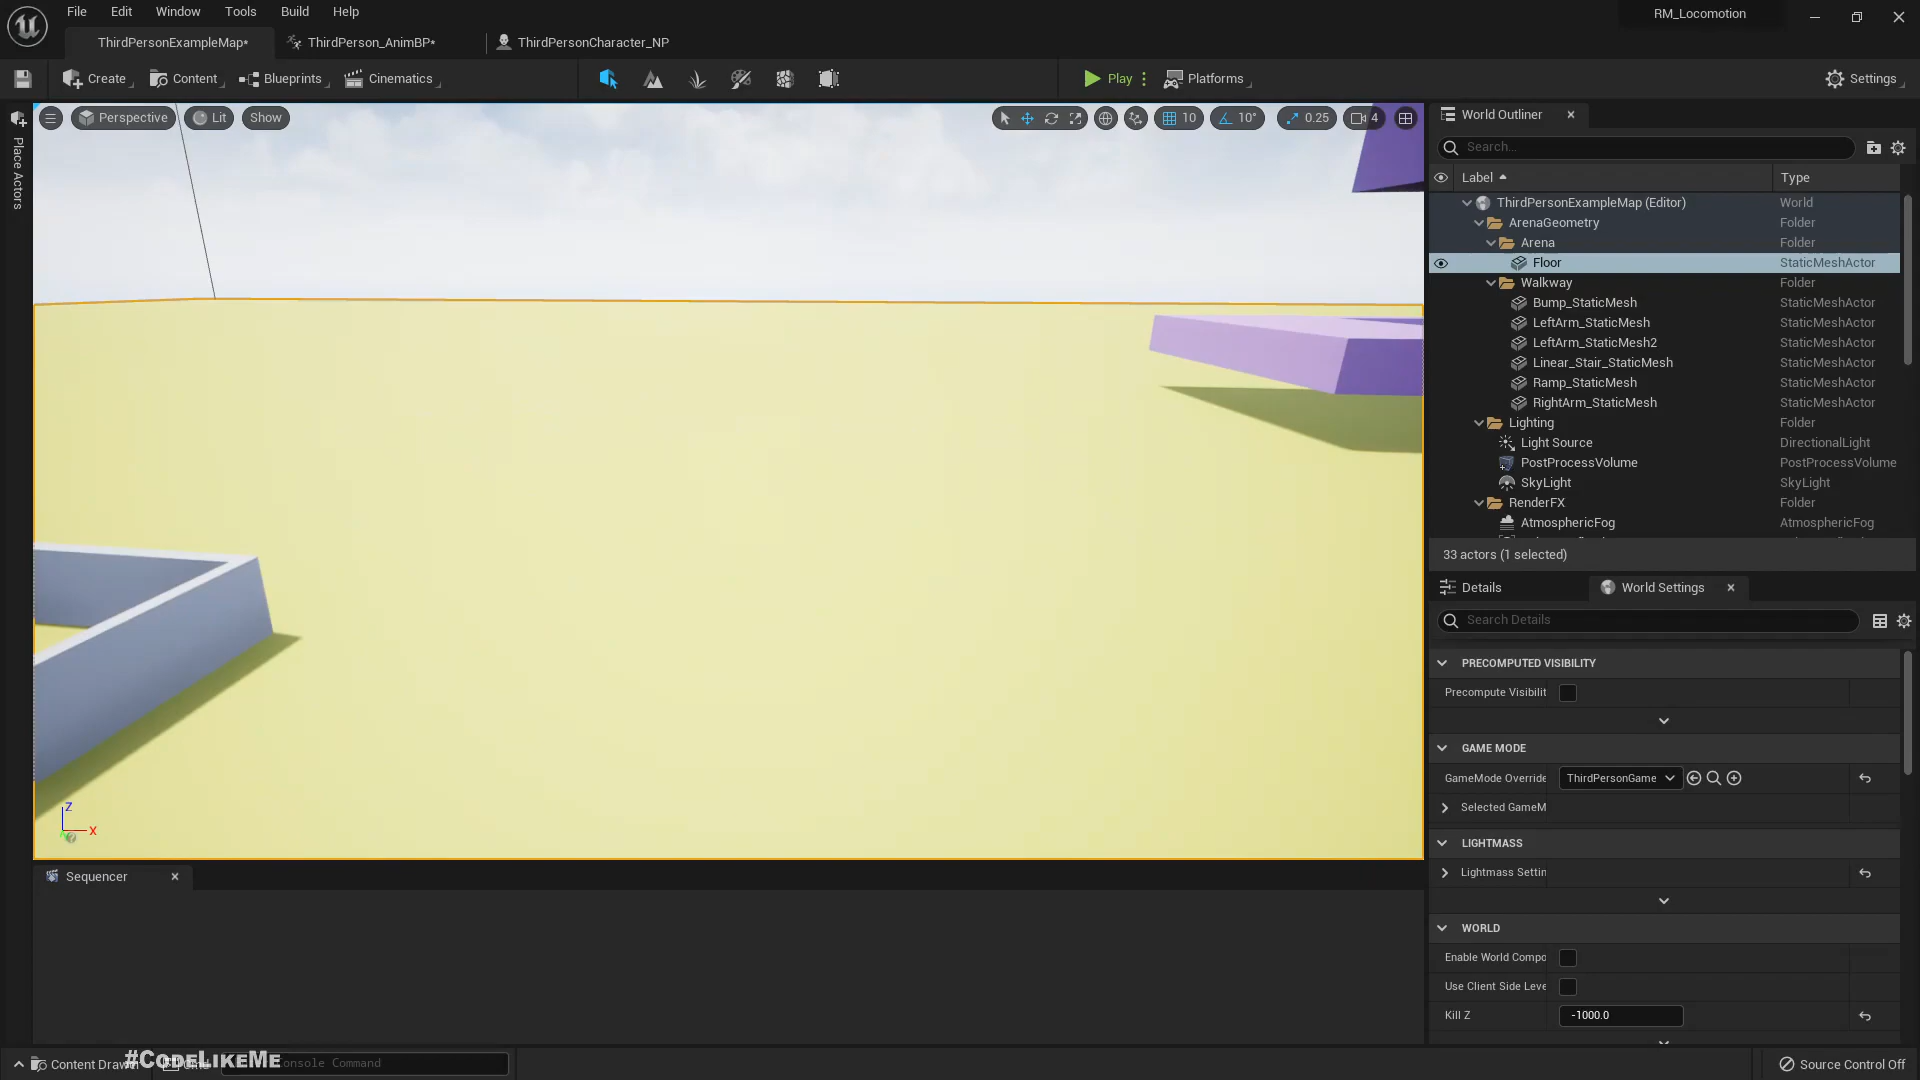 File Edit Window Tools Build Help
RM_Locomotion
ThirdPersonExampleMap* ThirdPerson_AnimBP* ThirdPersonCharacter_NP
Create Content Blueprints Cinematics Play Platforms Settings
Place Actors
Perspective Lit Show 10 10° 0.25 4
World Outliner
Search...
Label Type
ThirdPersonExampleMap (Editor) World
ArenaGeometry Folder
Arena Folder
Floor StaticMeshActor
Walkway Folder
Bump_StaticMesh StaticMeshActor
LeftArm_StaticMesh StaticMeshActor
LeftArm_StaticMesh2 StaticMeshActor
Linear_Stair_StaticMesh StaticMeshActor
Ramp_StaticMesh StaticMeshActor
RightArm_StaticMesh StaticMeshActor
Lighting Folder
Light Source DirectionalLight
PostProcessVolume PostProcessVolume
SkyLight SkyLight
RenderFX Folder
AtmosphericFog AtmosphericFog
33 actors (1 selected)
Details World Settings
Search Details
PRECOMPUTED VISIBILITY
Precompute Visibilit
GAME MODE
GameMode Override ThirdPersonGame
Selected GameM
LIGHTMASS
Lightmass Settin
WORLD
Enable World Compo
Use Client Side Leve
Kill Z -1000.0
Z
X
Sequencer
Content Draw
#CodeLikeMe
Console Command
Source Control Off